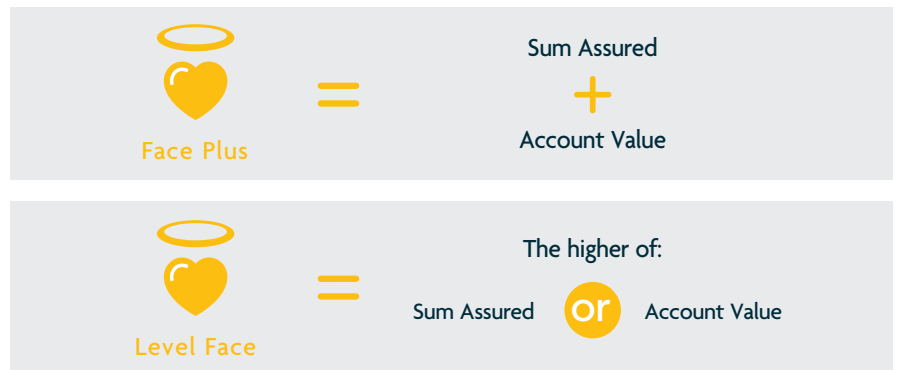 Sum Assured
+
Account Value
=
Face Plus
The higher of:
Sum Assured or Account Value
=
Level Face